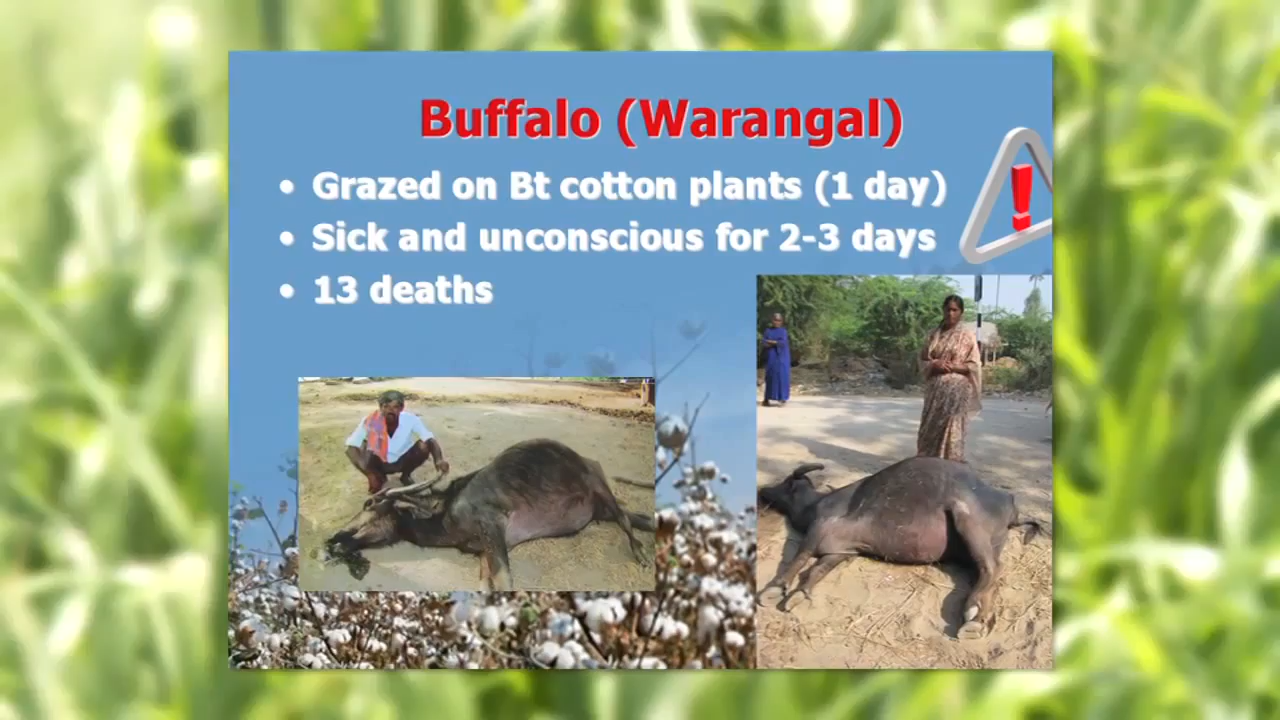 Buffalo (Warangal)
• Grazed on Bt cotton plants (1 day)
• Sick and unconscious for 2-3 days
• 13 deaths